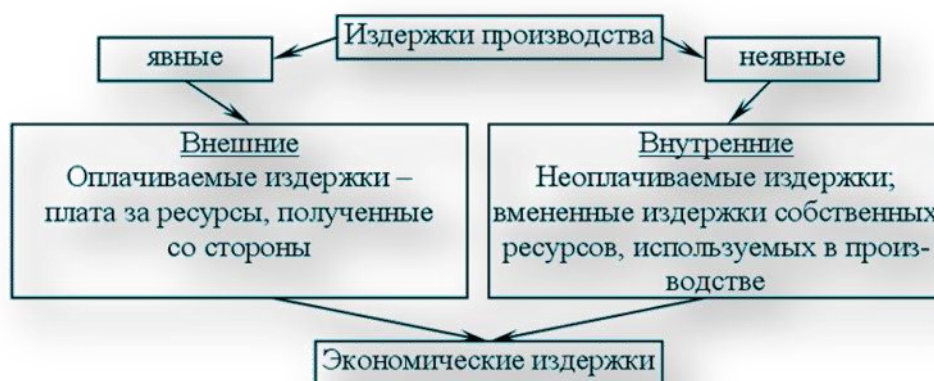 Издержки производства
явные
неявные
Внешние
Оплачиваемые издержки –
плата за ресурсы, полученные
со стороны
Внутренние
Неоплачиваемые издержки;
вмененные издержки собственных
ресурсов, используемых в произ-
водстве
Экономические издержки